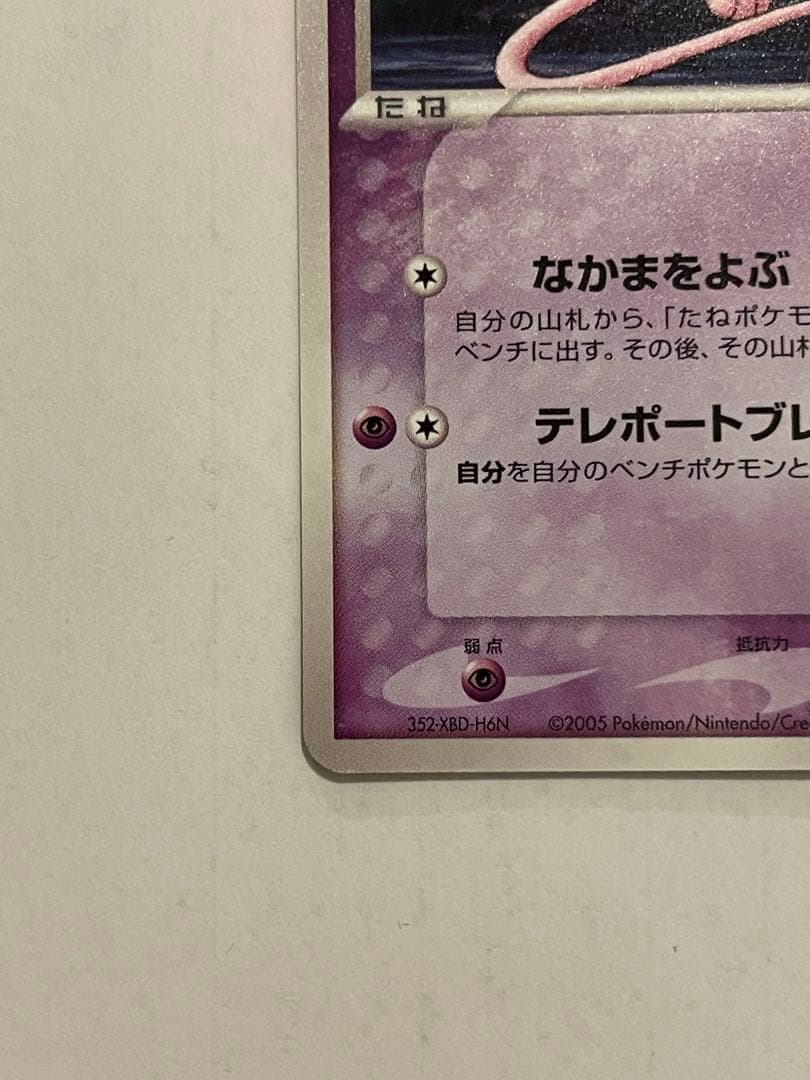 たね
なかまをよぶ
自分の山札から、「たねポケモ
ベンチに出す。その後、その山札
テレポートブレ
自分を自分のベンチポケモンと
弱点
抵抗力
352-XBD-H6N ©2005 Pokémon/Nintendo/Cre